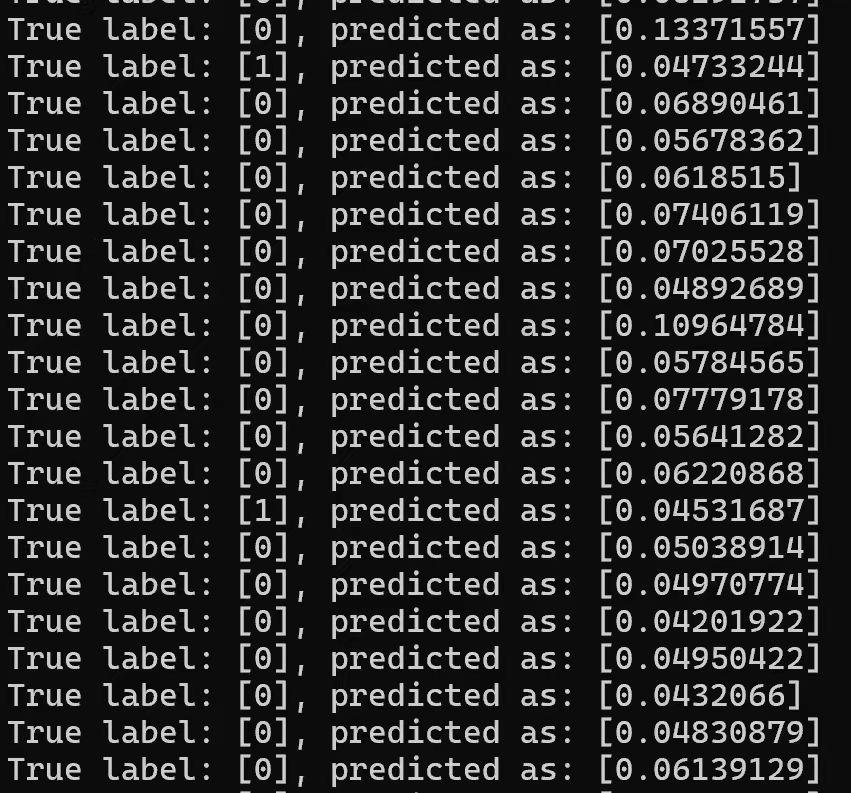 True label: [0], predicted as: [0.13371557]
True label: [1], predicted as: [0.04733244]
True label: [0], predicted as: [0.06890461]
True label: [0], predicted as: [0.05678362]
True label: [0], predicted as: [0.0618515]
True label: [0], predicted as: [0.07406119]
True label: [0], predicted as: [0.07025528]
True label: [0], predicted as: [0.04892689]
True label: [0], predicted as: [0.10964784]
True label: [0], predicted as: [0.05784565]
True label: [0], predicted as: [0.07779178]
True label: [0], predicted as: [0.05641282]
True label: [0], predicted as: [0.06220868]
True label: [1], predicted as: [0.04531687]
True label: [0], predicted as: [0.05038914]
True label: [0], predicted as: [0.04970774]
True label: [0], predicted as: [0.04201922]
True label: [0], predicted as: [0.04950422]
True label: [0], predicted as: [0.0432066]
True label: [0], predicted as: [0.04830879]
True label: [0], predicted as: [0.06139129]